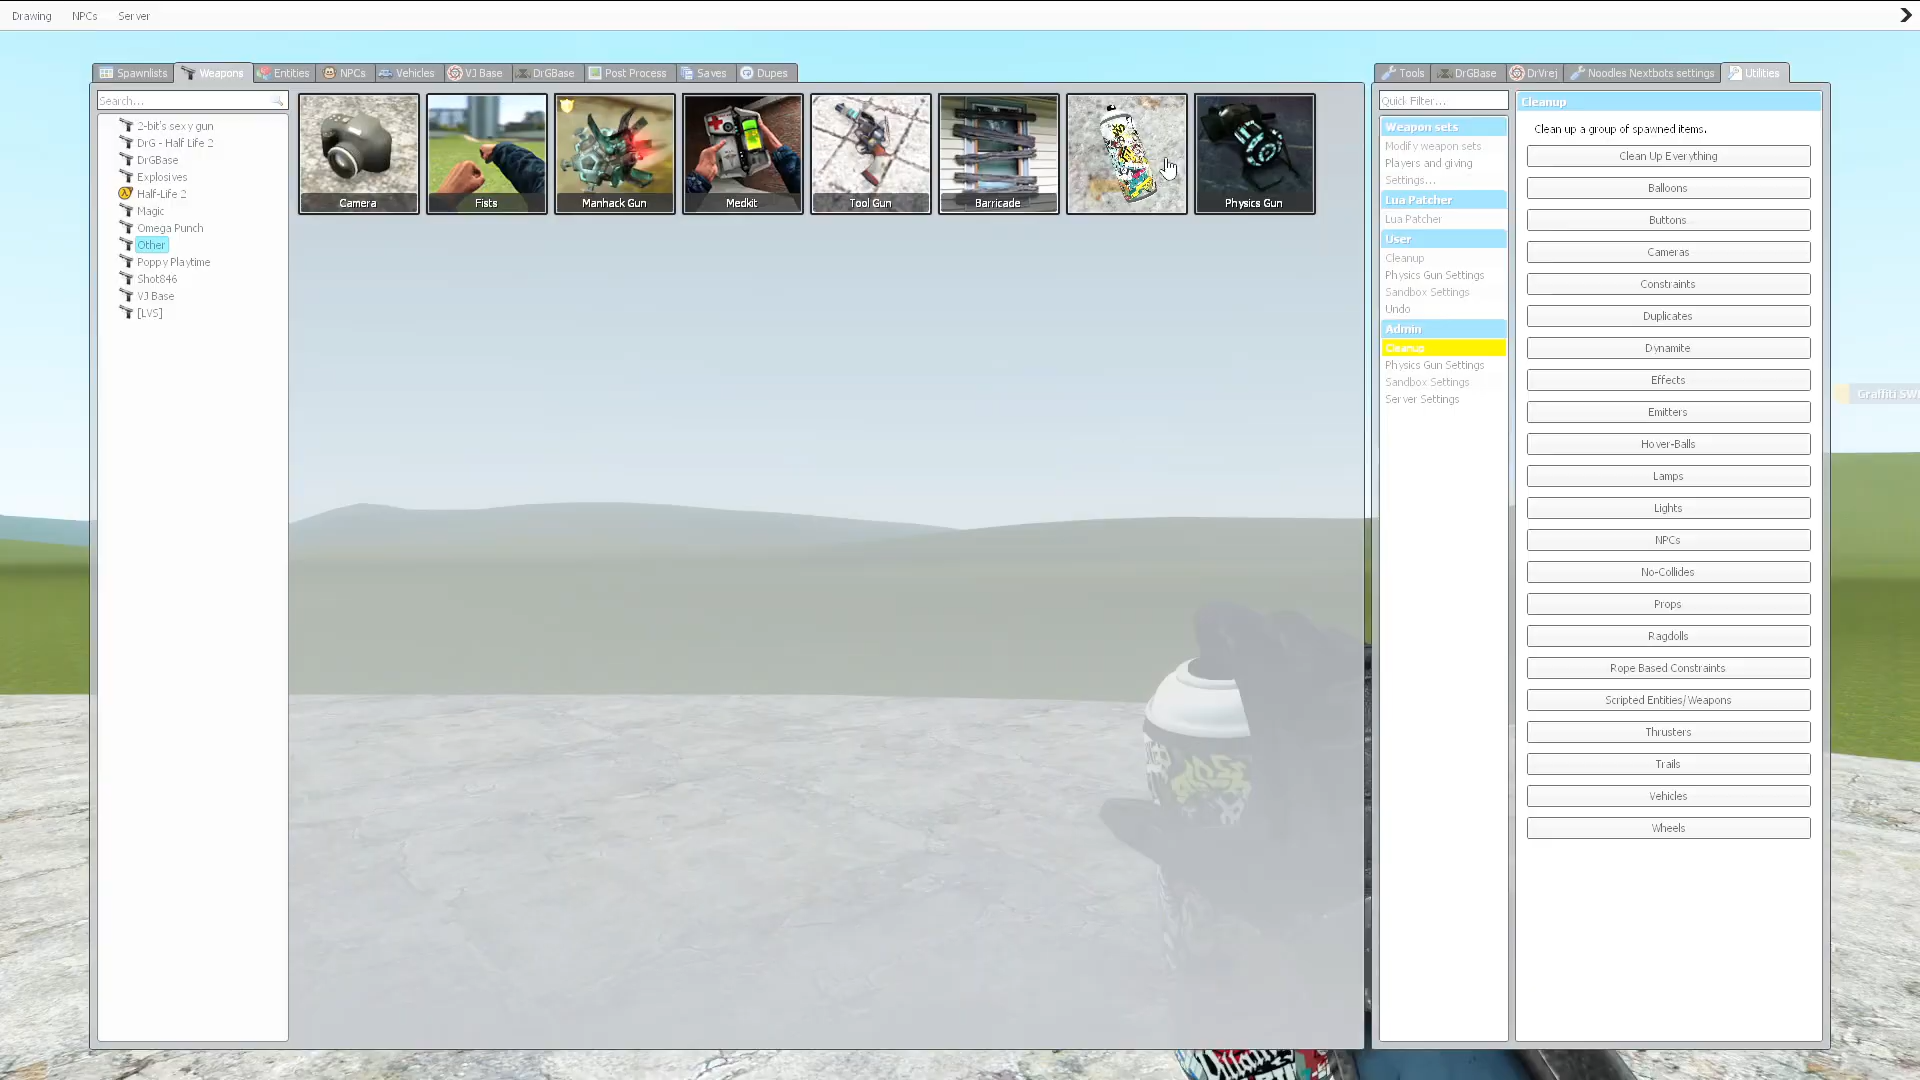 Drawing NPCs Server
Spawnlists Weapons Entities NPCs Vehicles VJ Base DrGBase Post Process Saves Dupes
Search...
2-bit's sexy gun
DrG - Half Life 2
DrGBase
Explosives
Half-Life 2
Magic
Omega Punch
Other
Poppy Playtime
Shot846
VJ Base
[LVS]
Camera
Fists
Manhack Gun
Medkit
Tool Gun
Barricade
Physics Gun
Tools DrGBase DrVrej Noodles Nextbots settings Utilities
Quick Filter...
Weapon sets
Modify weapon sets
Players and giving
Settings...
Lua Patcher
Lua Patcher
User
Cleanup
Physics Gun Settings
Sandbox Settings
Undo
Admin
Cleanup
Physics Gun Settings
Sandbox Settings
Server Settings
Cleanup
Clean up a group of spawned items.
Clean Up Everything
Balloons
Buttons
Cameras
Constraints
Duplicates
Dynamite
Effects
Emitters
Hover-Balls
Lamps
Lights
NPCs
No-Collides
Props
Ragdolls
Rope Based Constraints
Scripted Entities/Weapons
Thrusters
Trails
Vehicles
Wheels
Graffiti SW